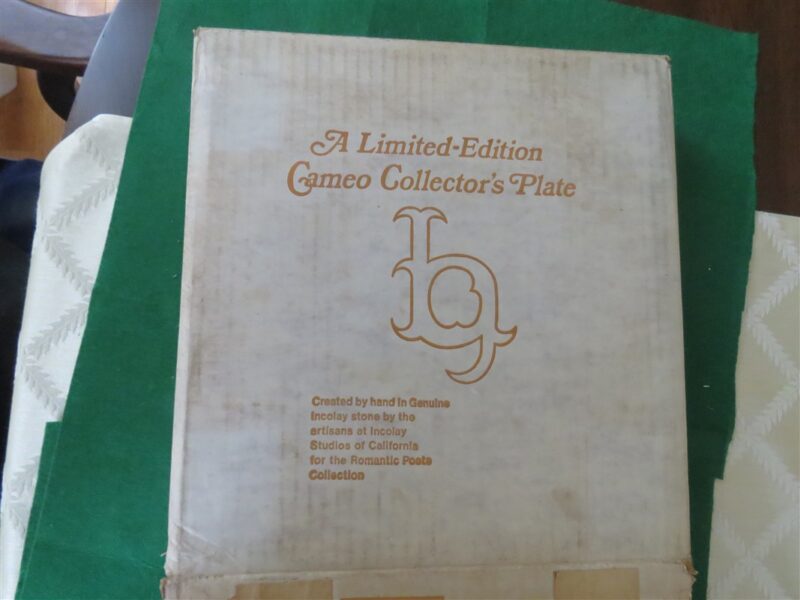 A Limited-Edition
Cameo Collector's Plate
Created by hand in Genuine
Incolay stone by the
artisans at Incolay
Studios of California
for the Romantic Poets
Collection